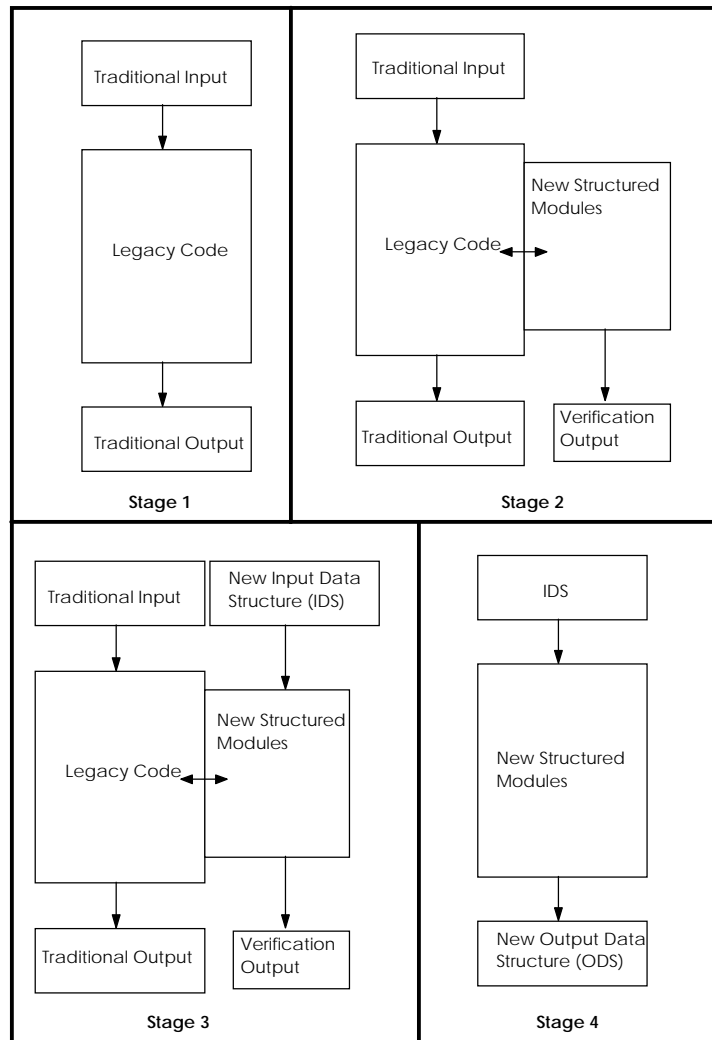 Traditional Input
Legacy Code
Traditional Output
Stage 1
Traditional Input
New Structured
Modules
Legacy Code
Traditional Output
Verification
Output
Stage 2
Traditional Input
New Input Data
Structure (IDS)
New Structured
Modules
Legacy Code
Traditional Output
Verification
Output
Stage 3
IDS
New Structured
Modules
New Output Data
Structure (ODS)
Stage 4